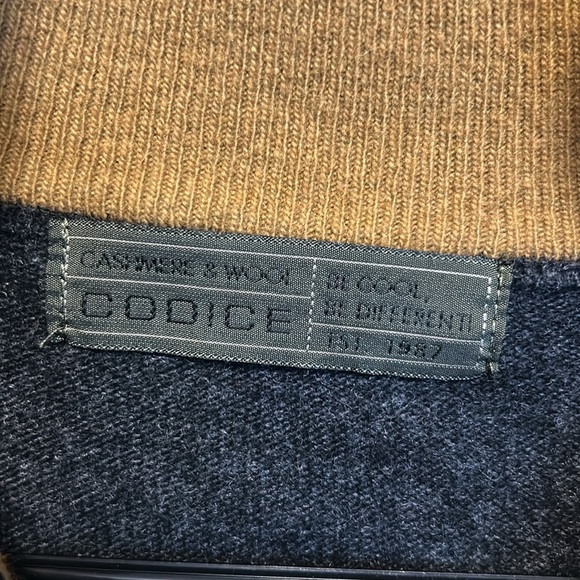 CASHMERE & WOOL
CODICE
BE COOL,
BE DIFFERENT!
EST. 1987